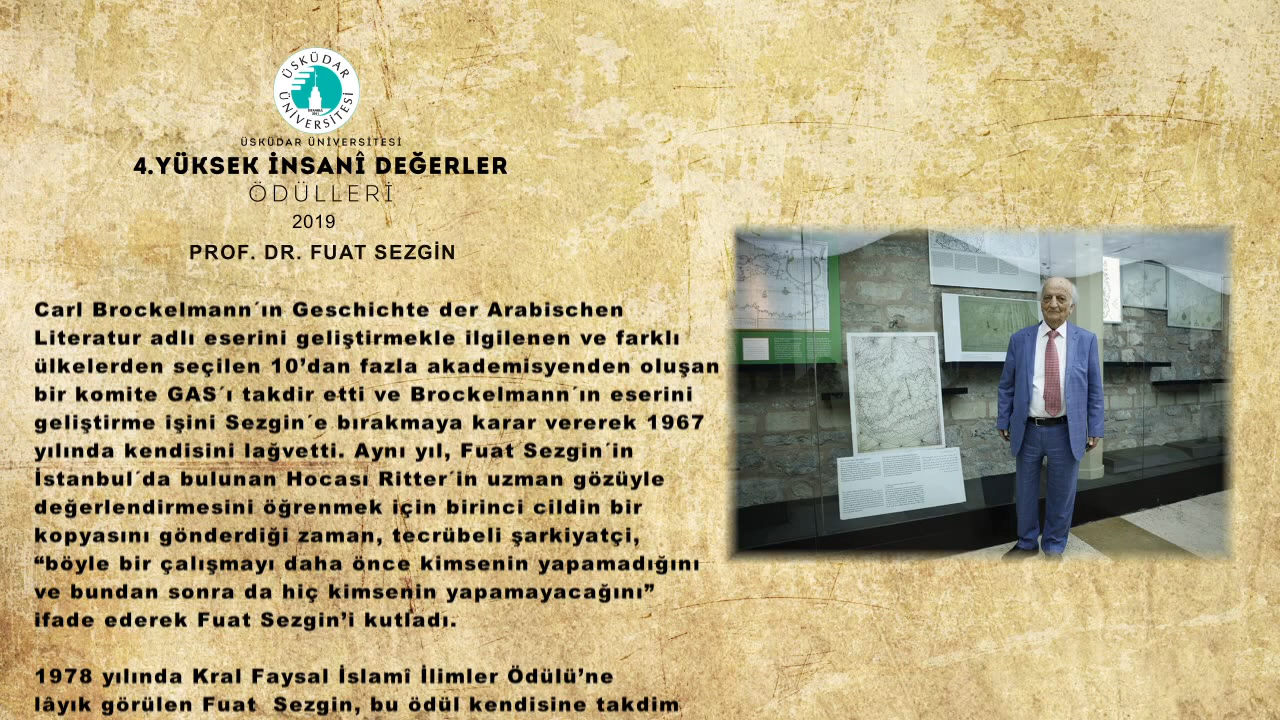 ÜSKÜDAR
ÜNİVERSİTESİ
İSTANBUL
2011
ÜSKÜDAR ÜNİVERSİTESİ
4.YÜKSEK İNSANÎ DEĞERLER
ÖDÜLLERİ
2019
PROF. DR. FUAT SEZGİN
Carl Brockelmann´ın Geschichte der Arabischen
Literatur adlı eserini geliştirmekle ilgilenen ve farklı
ülkelerden seçilen 10’dan fazla akademisyenden oluşan
bir komite GAS´ı takdir etti ve Brockelmann´ın eserini
geliştirme işini Sezgin´e bırakmaya karar vererek 1967
yılında kendisini lağvetti. Aynı yıl, Fuat Sezgin´in
İstanbul´da bulunan Hocası Ritter´in uzman gözüyle
değerlendirmesini öğrenmek için birinci cildin bir
kopyasını gönderdiği zaman, tecrübeli şarkiyatçi,
“böyle bir çalışmayı daha önce kimsenin yapamadığını
ve bundan sonra da hiç kimsenin yapamayacağını”
ifade ederek Fuat Sezgin’i kutladı.
1978 yılında Kral Faysal İslamî İlimler Ödülü’ne
lâyık görülen Fuat  Sezgin, bu ödül kendisine takdim